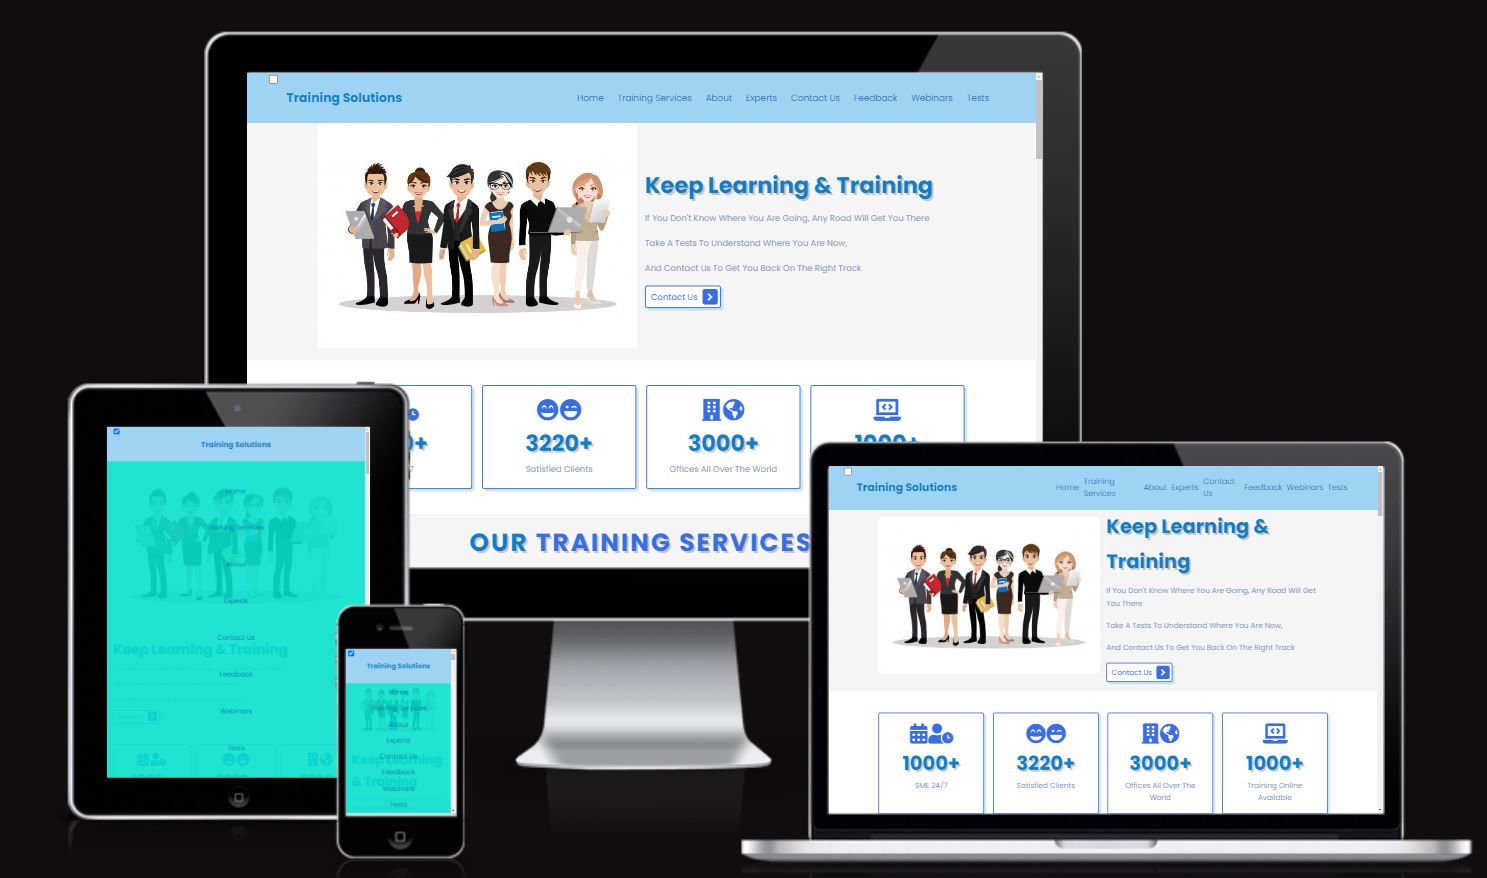 Training Solutions
Home Training Services About Experts Contact Us Feedback Webinars Tests
Keep Learning & Training
If You Don't Know Where You Are Going, Any Road Will Get You There
Take A Tests To Understand Where You Are Now,
And Contact Us To Get You Back On The Right Track
Contact Us
3220+
Satisfied Clients
3000+
Offices All Over The World
1000+
OUR TRAINING SERVICES
Training Solutions
Home
Training Services
About
Experts
Contact Us
Keep Learning & Training
Feedback
Webinars
Tests
Training Solutions
Home
Training Services
About
Experts
Contact Us
Keep Learning
Feedback
& Training
Webinars
Tests
Training Solutions
Home Training Services About Experts Contact Us Feedback Webinars Tests
Keep Learning &
Training
If You Don't Know Where You Are Going, Any Road Will Get
You There
Take A Tests To Understand Where You Are Now,
And Contact Us To Get You Back On The Right Track
Contact Us
1000+
SME 24/7
3220+
Satisfied Clients
3000+
Offices All Over The
World
1000+
Training Online
Available